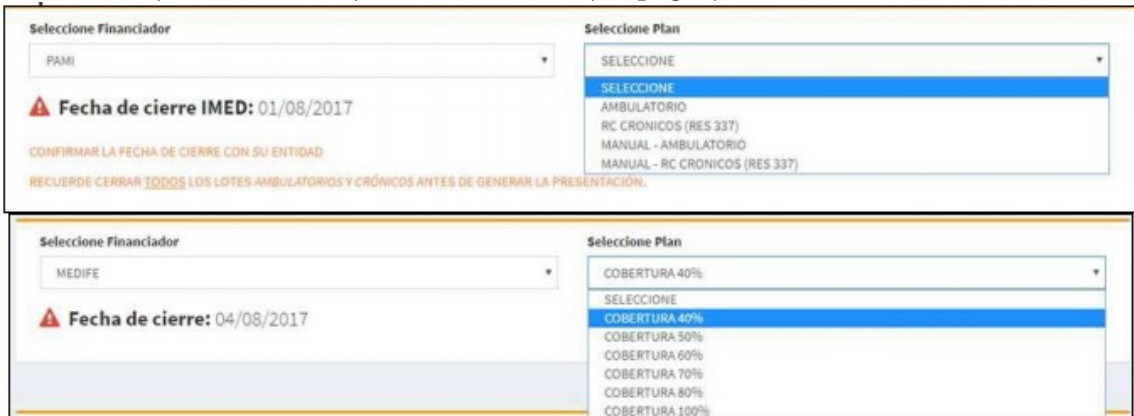 Seleccione Financiador
Seleccione Plan
PAMI
SELECCIONE
SELECCIONE
AMBULATORIO
RC CRONICOS (RES 337)
MANUAL - AMBULATORIO
MANUAL - RC CRONICOS (RES 337)
Fecha de cierre IMED: 01/08/2017
CONFIRMAR LA FECHA DE CIERRE CON SU ENTIDAD
RECUERDE CERRAR TODOS LOS LOTES AMBULATORIOS Y CRÓNICOS ANTES DE GENERAR LA PRESENTACIÓN.
Seleccione Financiador
Seleccione Plan
MEDIFE
COBERTURA 40%
Fecha de cierre: 04/08/2017
SELECCIONE
COBERTURA 40%
COBERTURA 50%
COBERTURA 60%
COBERTURA 70%
COBERTURA 80%
COBERTURA 100%